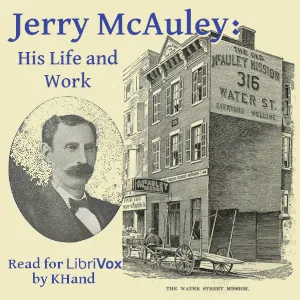 Jerry McAuley:
His Life and
Work
THE OLD
McAULEY MISSION
316
WATER ST.
EVERYONE WELCOME
McAULEY
Read for LibriVox
by KHand
THE WATER STREET MISSION.